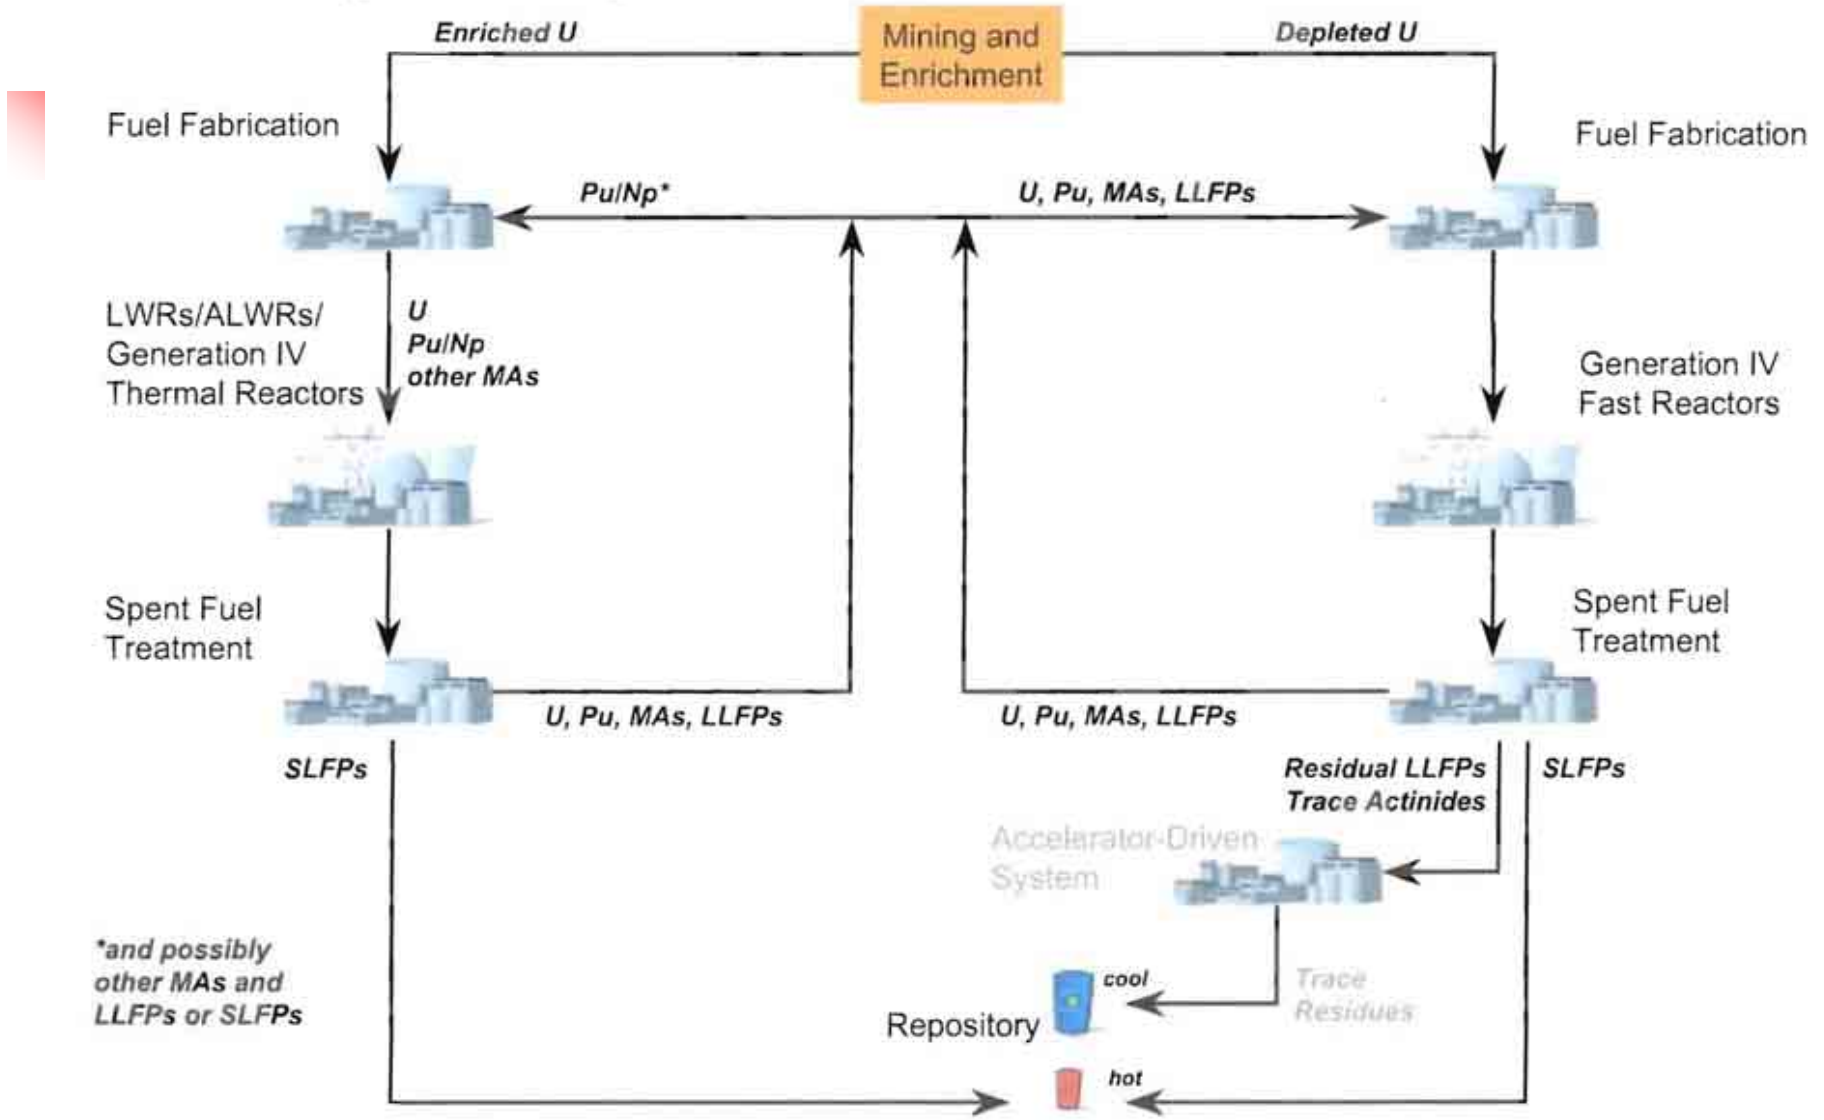 Enriched U
Mining and
Enrichment
Depleted U
Fuel Fabrication
Fuel Fabrication
Pu/Np*
U, Pu, MAs, LLFPs
LWRs/ALWRs/
Generation IV
Thermal Reactors
U
Pu/Np
other MAs
Generation IV
Fast Reactors
Spent Fuel
Treatment
Spent Fuel
Treatment
U, Pu, MAs, LLFPs
U, Pu, MAs, LLFPs
SLFPs
Residual LLFPs
Trace Actinides
SLFPs
Accelerator-Driven
System
*and possibly
other MAs and
LLFPs or SLFPs
cool
Trace
Residues
Repository
hot